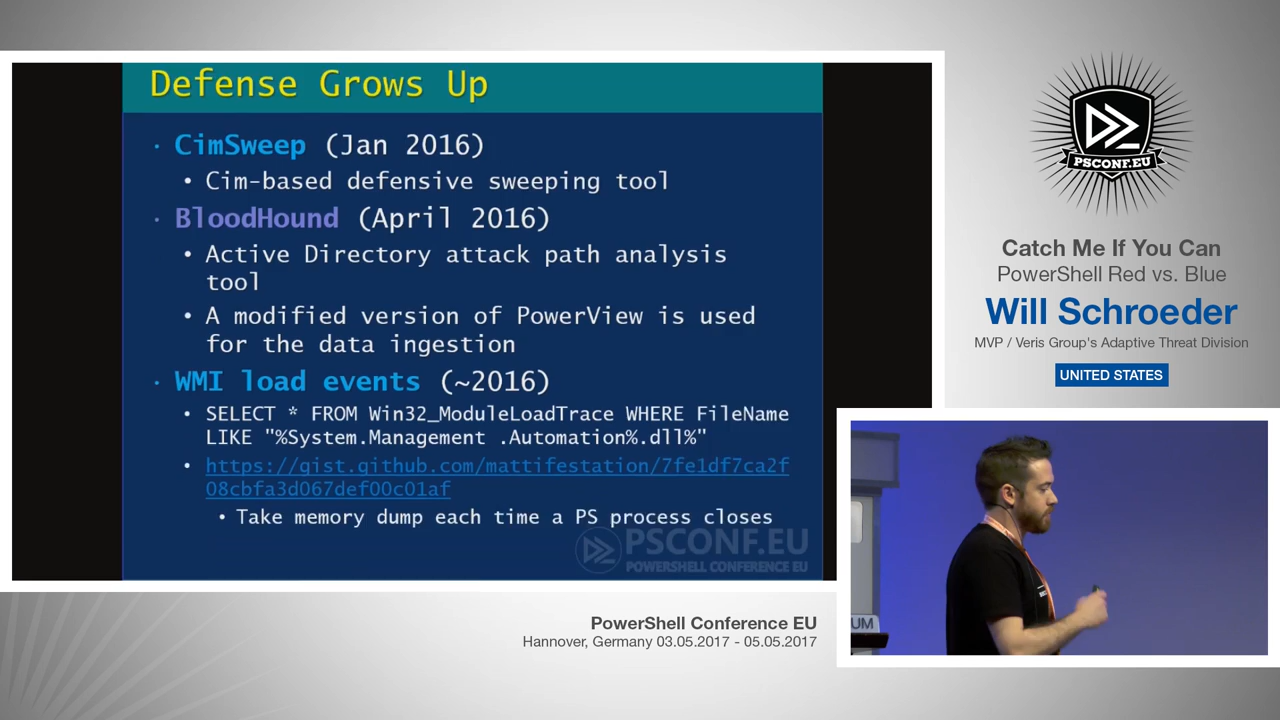 Defense Grows Up
· CimSweep (Jan 2016)
• Cim-based defensive sweeping tool
· BloodHound (April 2016)
• Active Directory attack path analysis
tool
• A modified version of PowerView is used
for the data ingestion
· WMI load events (~2016)
• SELECT * FROM Win32_ModuleLoadTrace WHERE FileName
LIKE "%System.Management .Automation%.dll%"
• https://gist.github.com/mattifestation/7fe1df7ca2f
08cbfa3d067def00c01af
• Take memory dump each time a PS process closes
PSCONF.EU
POWERSHELL CONFERENCE EU
PSCONF.EU
Catch Me If You Can
PowerShell Red vs. Blue
Will Schroeder
MVP / Veris Group's Adaptive Threat Division
UNITED STATES
UM
PowerShell Conference EU
Hannover, Germany 03.05.2017 - 05.05.2017